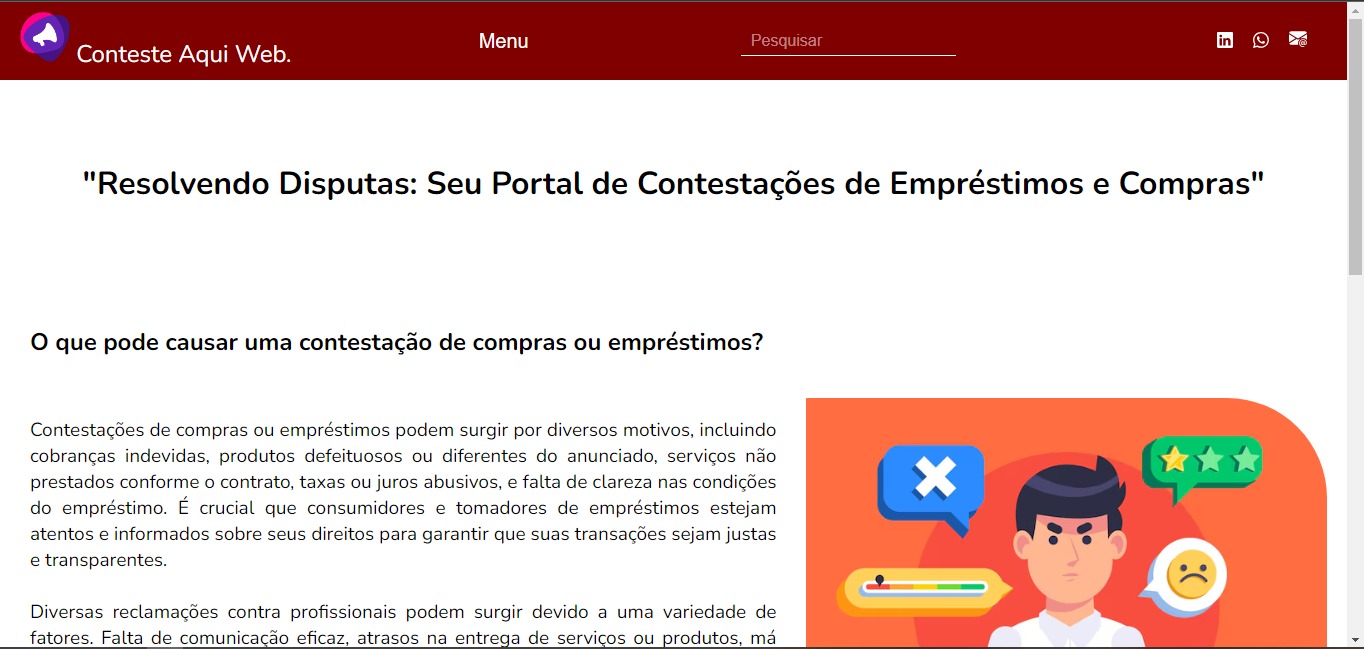 Conteste Aqui Web.
Menu
Pesquisar
"Resolvendo Disputas: Seu Portal de Contestações de Empréstimos e Compras"
O que pode causar uma contestação de compras ou empréstimos?
Contestações de compras ou empréstimos podem surgir por diversos motivos, incluindo
cobranças indevidas, produtos defeituosos ou diferentes do anunciado, serviços não
prestados conforme o contrato, taxas ou juros abusivos, e falta de clareza nas condições
do empréstimo. É crucial que consumidores e tomadores de empréstimos estejam
atentos e informados sobre seus direitos para garantir que suas transações sejam justas
e transparentes.
Diversas reclamações contra profissionais podem surgir devido a uma variedade de
fatores. Falta de comunicação eficaz, atrasos na entrega de serviços ou produtos, má